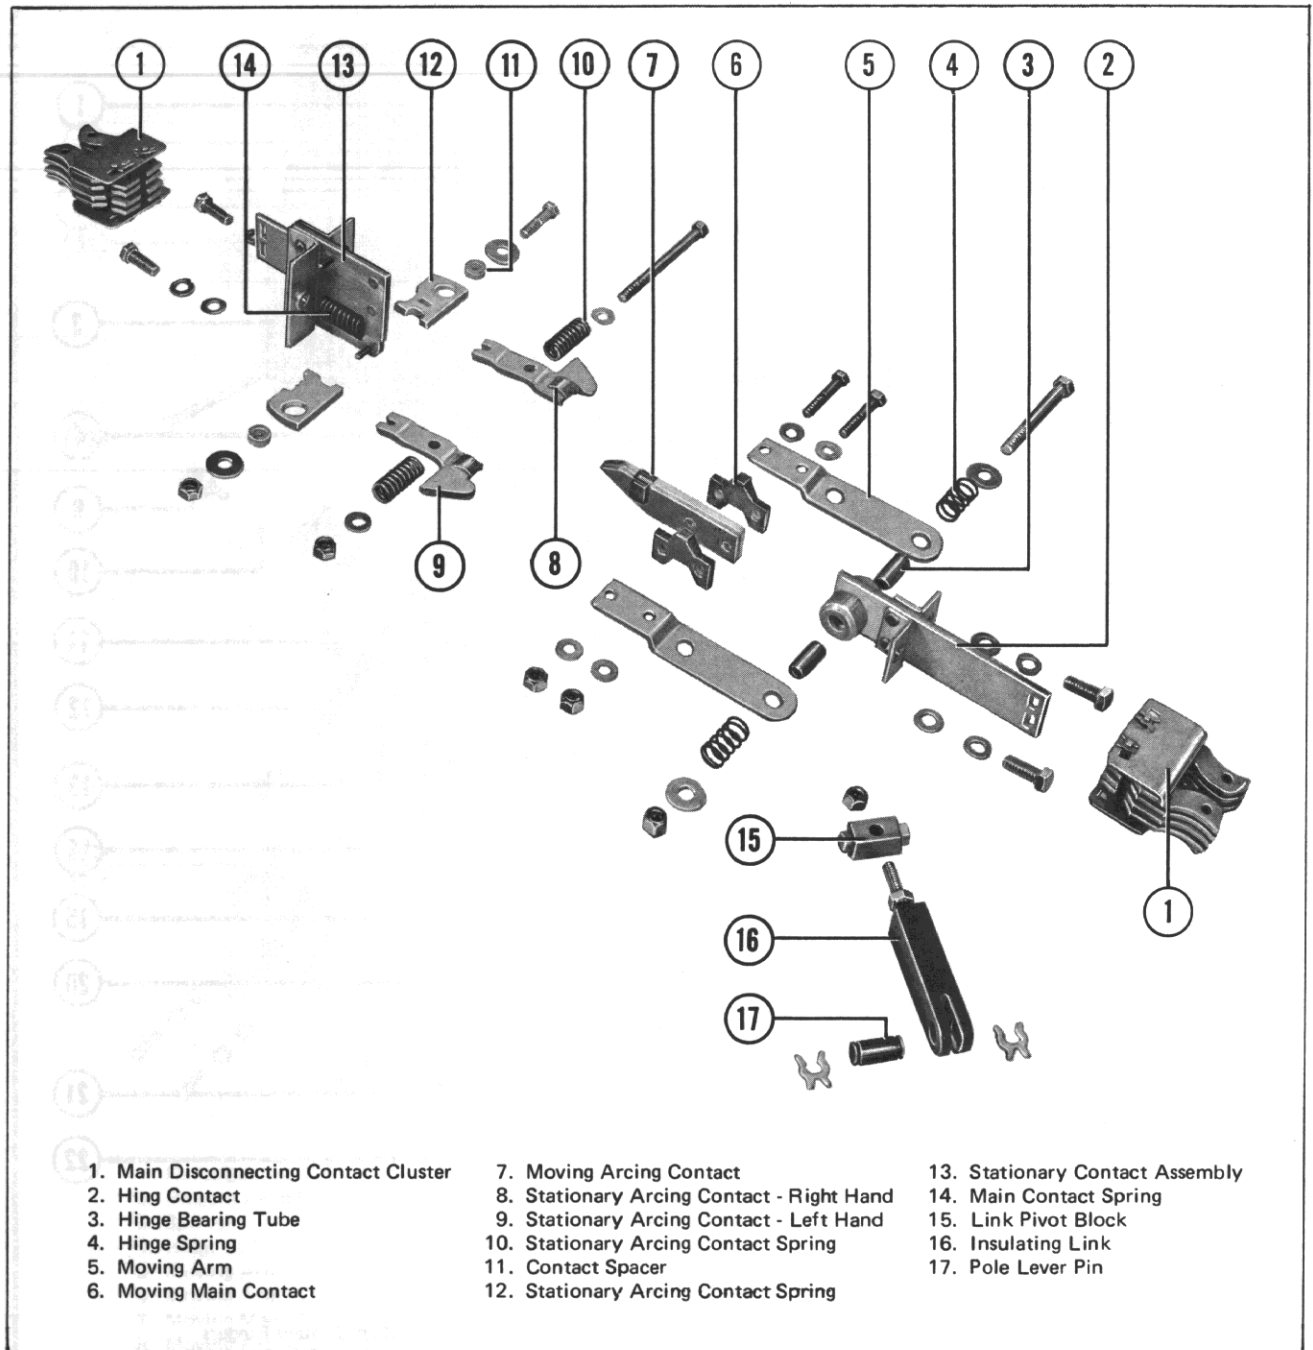 1 14 13 12 11 10 7 6 5 4 3 2
9 8
15
1
16
17
1. Main Disconnecting Contact Cluster
2. Hing Contact
3. Hinge Bearing Tube
4. Hinge Spring
5. Moving Arm
6. Moving Main Contact
7. Moving Arcing Contact
8. Stationary Arcing Contact - Right Hand
9. Stationary Arcing Contact - Left Hand
10. Stationary Arcing Contact Spring
11. Contact Spacer
12. Stationary Arcing Contact Spring
13. Stationary Contact Assembly
14. Main Contact Spring
15. Link Pivot Block
16. Insulating Link
17. Pole Lever Pin